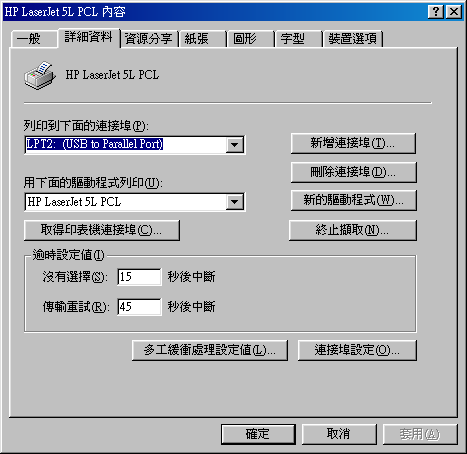 HP LaserJet 5L PCL 內容
一般 詳細資料 資源分享 紙張 圖形 字型 裝置選項
HP LaserJet 5L PCL
列印到下面的連接埠(P):
LPT2: (USB to Parallel Port)
新增連接埠(T)...
刪除連接埠(D)...
用下面的驅動程式列印(U):
HP LaserJet 5L PCL
新的驅動程式(W)...
取得印表機連接埠(C)...
終止擷取(N)...
逾時設定值(I)
沒有選擇(S): 15 秒後中斷
傳輸重試(R): 45 秒後中斷
多工緩衝處理設定值(L)...
連接埠設定(O)...
確定 取消 套用(A)